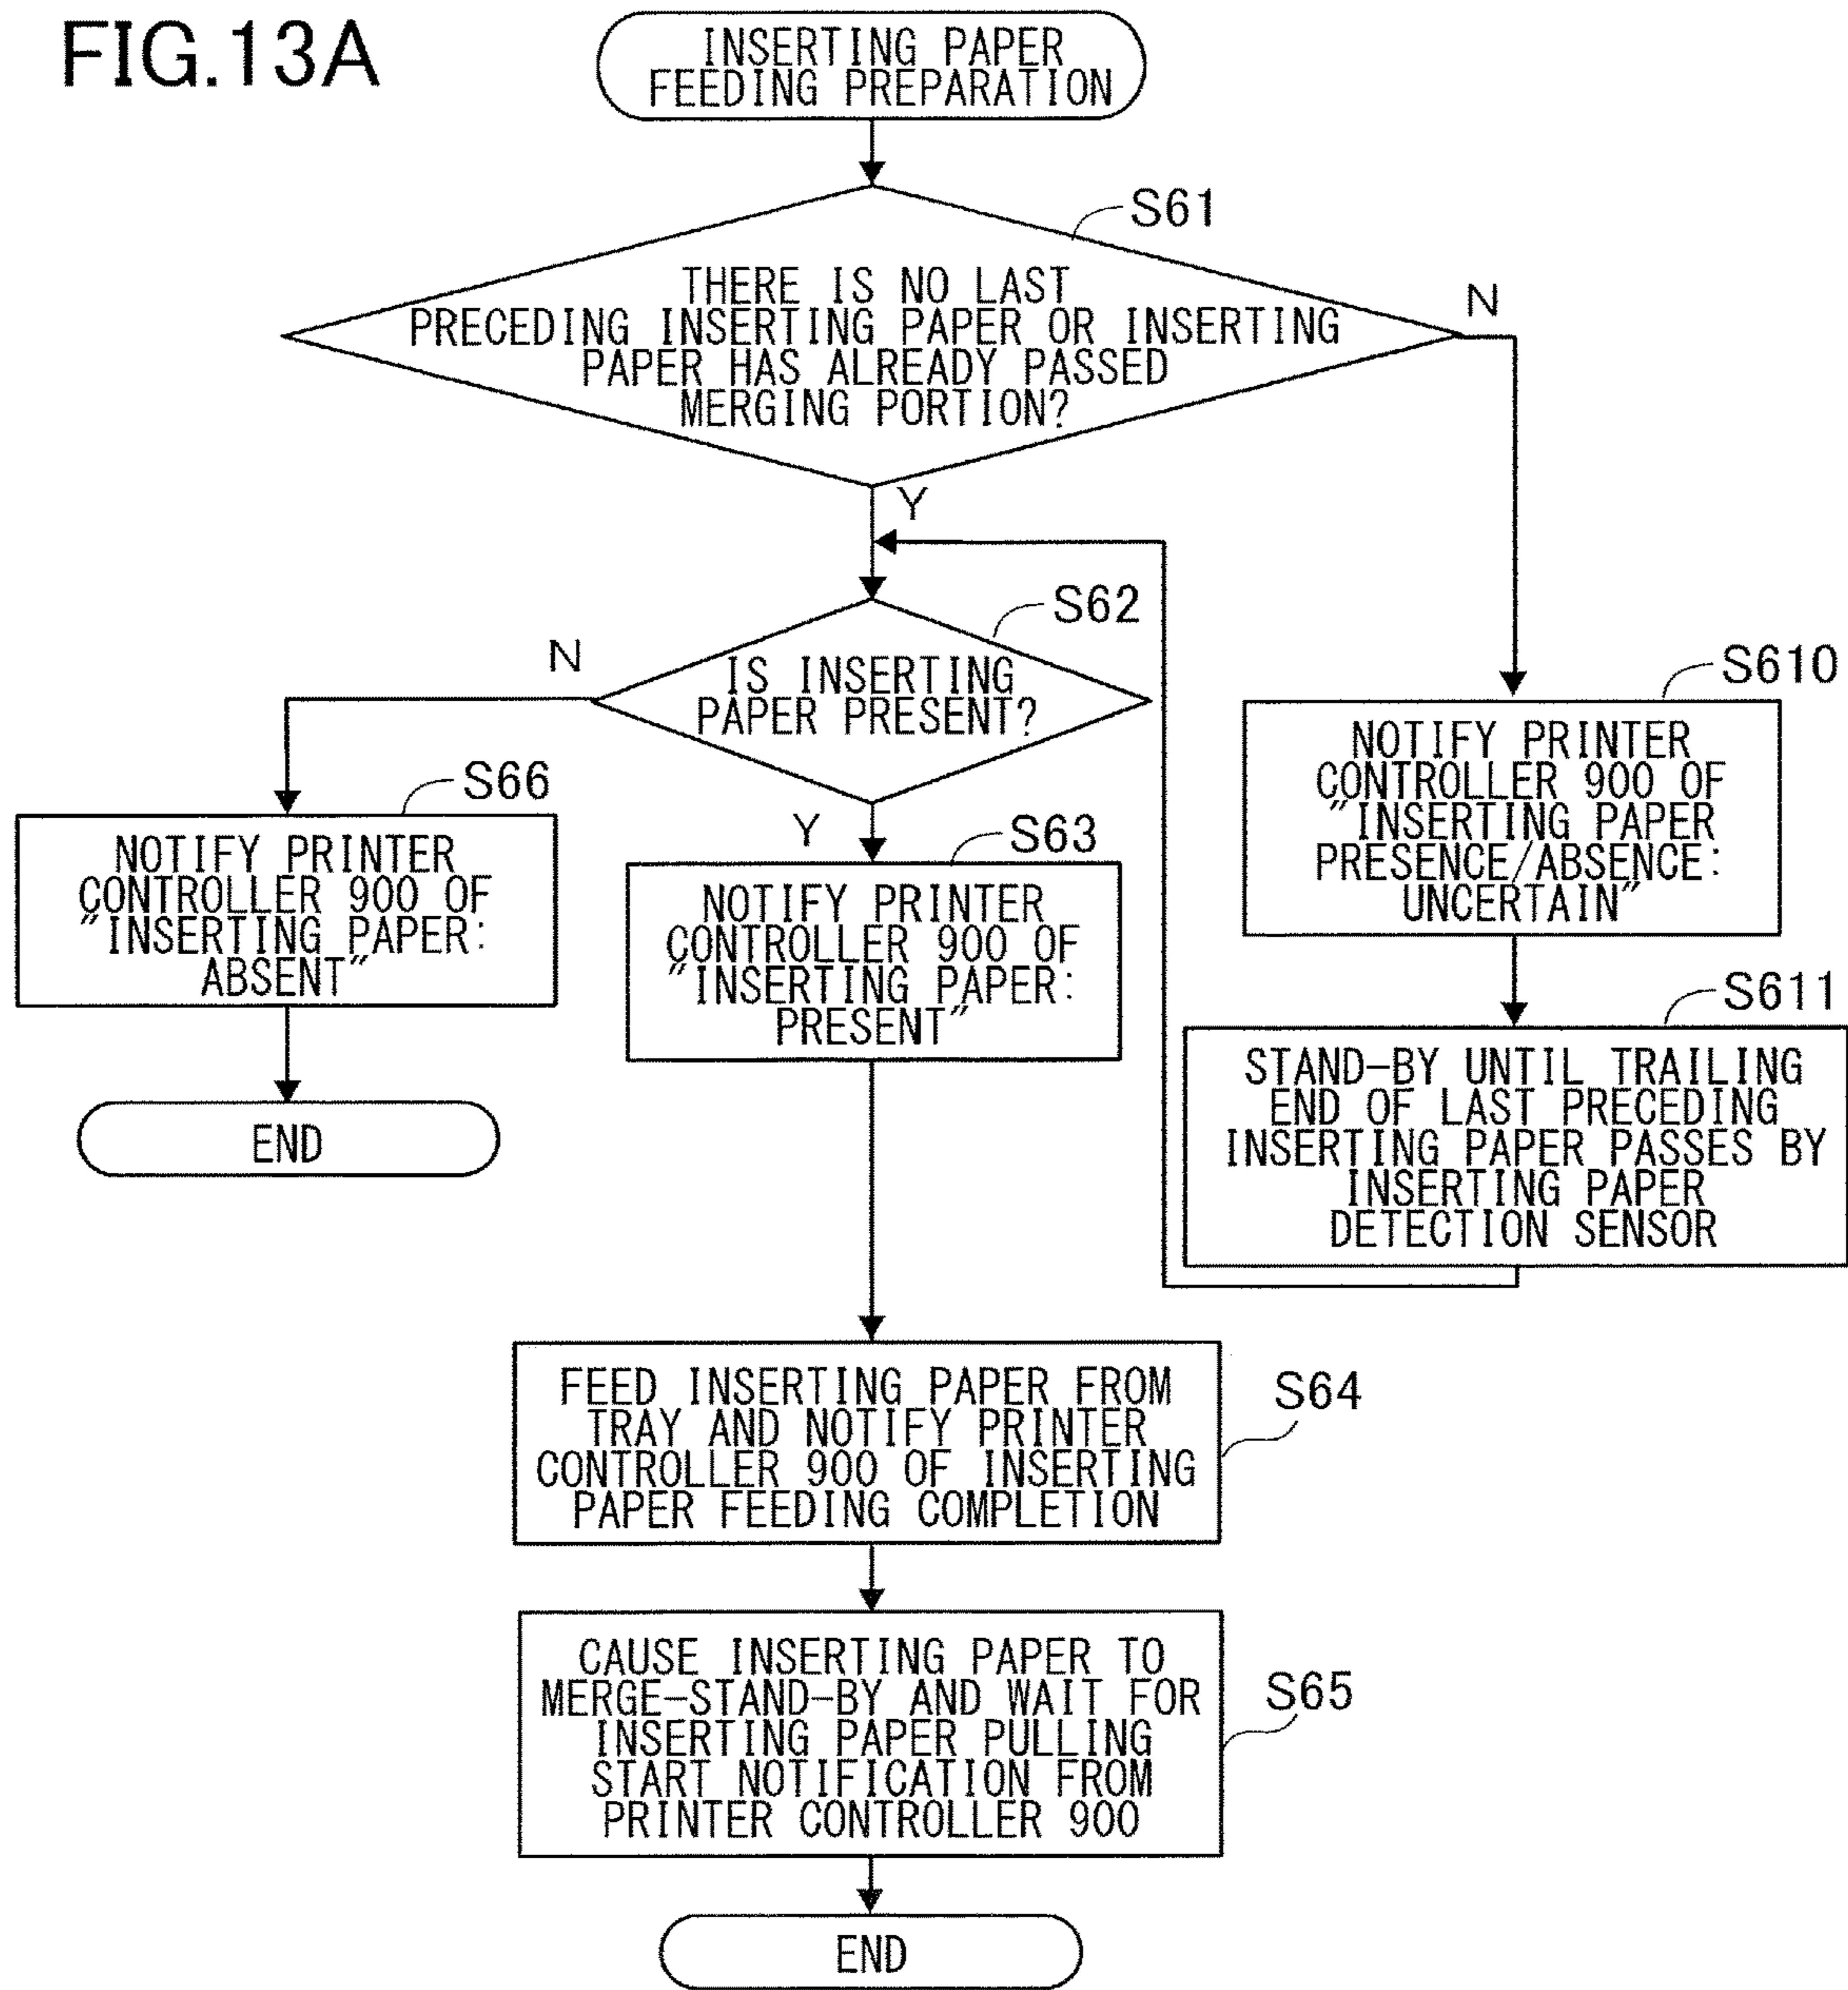 FIG.13A
INSERTING PAPER
FEEDING PREPARATION
S61
THERE IS NO LAST
PRECEDING INSERTING PAPER OR INSERTING
PAPER HAS ALREADY PASSED
MERGING PORTION?
N
Y
S62
IS INSERTING
PAPER PRESENT?
N
Y
S610
NOTIFY PRINTER
CONTROLLER 900 OF
"INSERTING PAPER
PRESENCE/ABSENCE:
UNCERTAIN"
S66
NOTIFY PRINTER
CONTROLLER 900 OF
"INSERTING PAPER:
ABSENT"
S63
NOTIFY PRINTER
CONTROLLER 900 OF
"INSERTING PAPER:
PRESENT"
S611
STAND-BY UNTIL TRAILING
END OF LAST PRECEDING
INSERTING PAPER PASSES BY
INSERTING PAPER
DETECTION SENSOR
END
S64
FEED INSERTING PAPER FROM
TRAY AND NOTIFY PRINTER
CONTROLLER 900 OF INSERTING
PAPER FEEDING COMPLETION
S65
CAUSE INSERTING PAPER TO
MERGE-STAND-BY AND WAIT FOR
INSERTING PAPER PULLING
START NOTIFICATION FROM
PRINTER CONTROLLER 900
END